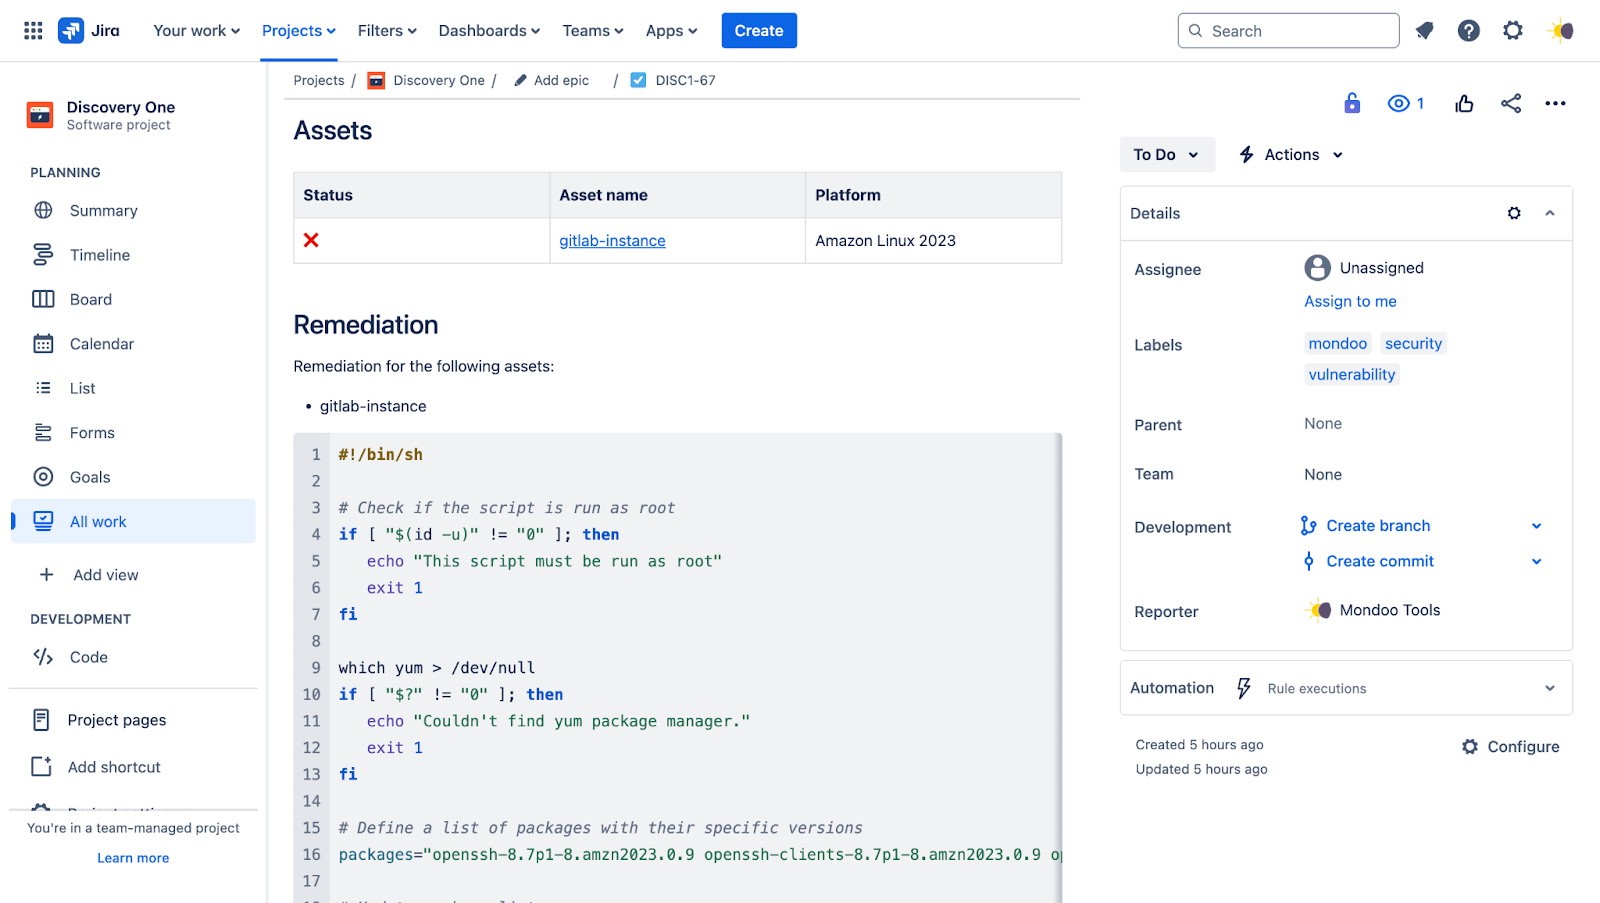 Jira
Your work
Projects
Filters
Dashboards
Teams
Apps
Create
Search
Discovery One
Software project
PLANNING
Summary
Timeline
Board
Calendar
List
Forms
Goals
All work
Add view
DEVELOPMENT
Code
Project pages
Add shortcut
You're in a team-managed project
Learn more
Projects / Discovery One / Add epic / DISC1-67
Assets
Status Asset name Platform
❌ gitlab-instance Amazon Linux 2023
Remediation
Remediation for the following assets:
• gitlab-instance
1 #!/bin/sh
2
3 # Check if the script is run as root
4 if [ "$(id -u)" != "0" ]; then
5 echo "This script must be run as root"
6 exit 1
7 fi
8
9 which yum > /dev/null
10 if [ "$?" != "0" ]; then
11 echo "Couldn't find yum package manager."
12 exit 1
13 fi
14
15 # Define a list of packages with their specific versions
16 packages="openssh-8.7p1-8.amzn2023.0.9 openssh-clients-8.7p1-8.amzn2023.0.9
17
1
To Do
Actions
Details
Assignee Unassigned
Assign to me
Labels mondoo security
vulnerability
Parent None
Team None
Development Create branch
Create commit
Reporter Mondoo Tools
Automation Rule executions
Created 5 hours ago
Updated 5 hours ago
Configure